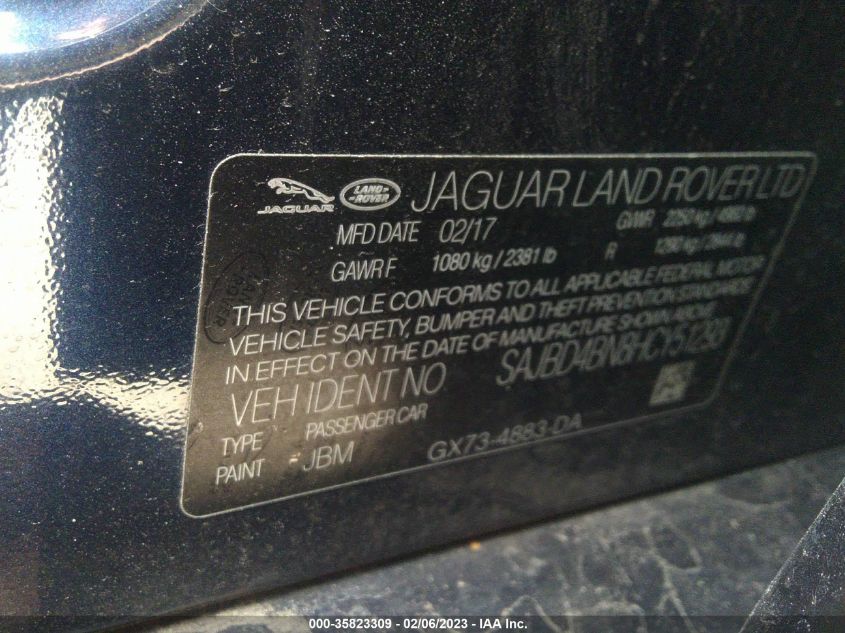 JAGUAR LAND-ROVER JAGUAR LAND ROVER LTD
MFD DATE 02/17 GVWR
GAWR F 1080 kg / 2381 lb R
THIS VEHICLE CONFORMS TO ALL APPLICABLE FEDERAL MOTOR
VEHICLE SAFETY, BUMPER AND THEFT PREVENTION STANDARDS
IN EFFECT ON THE DATE OF MANUFACTURE SHOWN ABOVE
VEH IDENT NO SAJBD4BN8HCY51293
TYPE PASSENGER CAR
PAINT JBM GX73-4883-DA
000-35823309 — 02/06/2023 — IAA Inc.